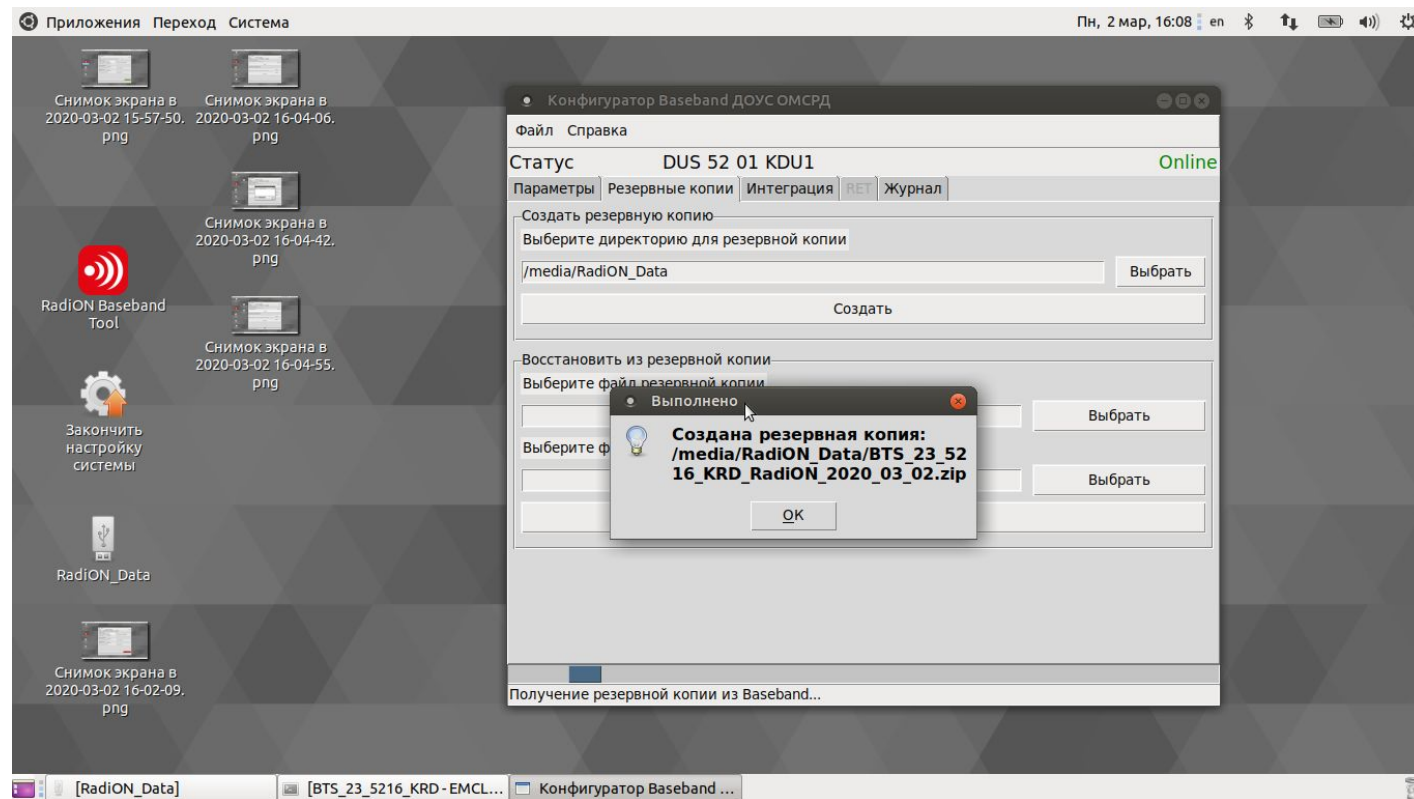 Приложения Переход Система
Пн, 2 мар, 16:08 en
Снимок экрана в
2020-03-02 15-57-50.
png
Снимок экрана в
2020-03-02 16-04-06.
png
Снимок экрана в
2020-03-02 16-04-42.
png
RadiON Baseband
Tool
Снимок экрана в
2020-03-02 16-04-55.
png
Закончить
настройку
системы
RadiON_Data
Снимок экрана в
2020-03-02 16-02-09.
png
Конфигуратор Baseband ДОУС ОМСРД
Файл Справка
Статус DUS 52 01 KDU1 Online
Параметры Резервные копии Интеграция RET Журнал
Создать резервную копию
Выберите директорию для резервной копии
/media/RadiON_Data Выбрать
Создать
Восстановить из резервной копии
Выберите файл резервной копии
Выбрать
Выберите ф
Выбрать
Выполнено
Создана резервная копия:
/media/RadiON_Data/BTS_23_52
16_KRD_RadiON_2020_03_02.zip
OK
Получение резервной копии из Baseband...
[RadiON_Data] [BTS_23_5216_KRD - EMCL... Конфигуратор Baseband ...